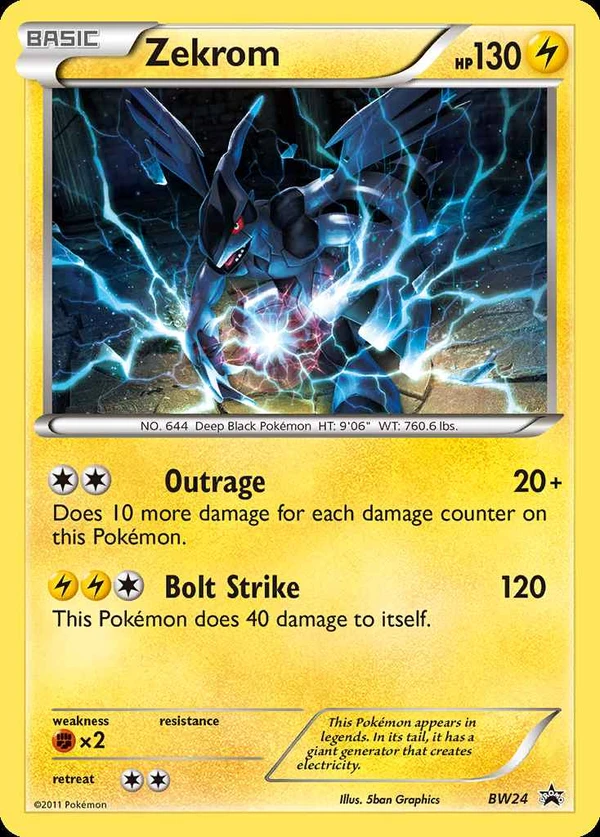 BASIC
Zekrom
HP130
NO. 644 Deep Black Pokémon HT: 9'06" WT: 760.6 lbs.
Outrage 20+
Does 10 more damage for each damage counter on
this Pokémon.
Bolt Strike 120
This Pokémon does 40 damage to itself.
weakness resistance
×2
retreat
This Pokémon appears in
legends. In its tail, it has a
giant generator that creates
electricity.
©2011 Pokémon
Illus. 5ban Graphics
BW24